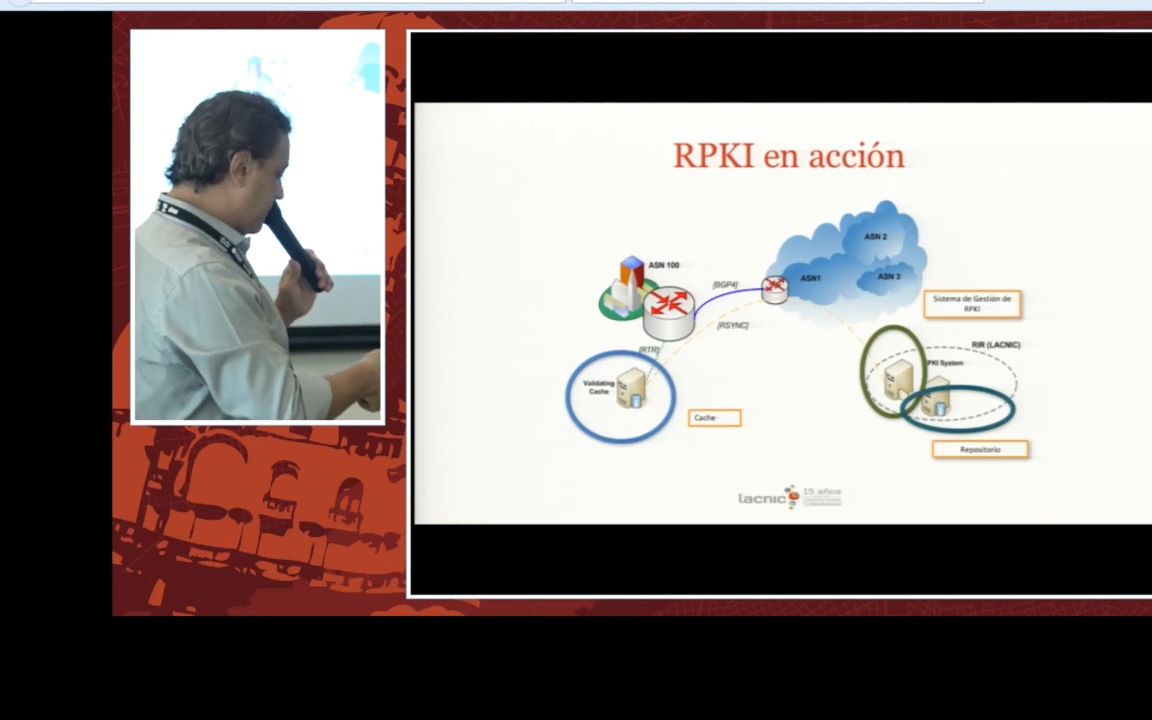 RPKI en acción
ASN 2
ASN 100
ASN1
ASN 3
[BGP4]
Sistema de Gestión de
RPKI
[RSYNC]
RIR (LACNIC)
[RTR]
PKI System
Validating
Cache
Cache
Repositorio
lacnic
15 años